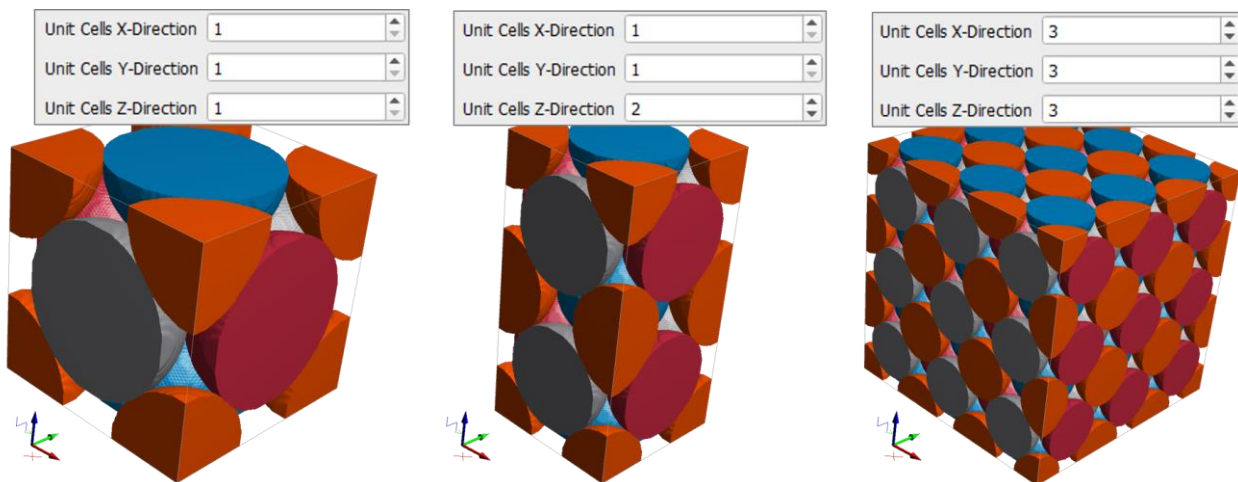 Unit Cells X-Direction 1
Unit Cells Y-Direction 1
Unit Cells Z-Direction 1
Unit Cells X-Direction 1
Unit Cells Y-Direction 1
Unit Cells Z-Direction 2
Unit Cells X-Direction 3
Unit Cells Y-Direction 3
Unit Cells Z-Direction 3